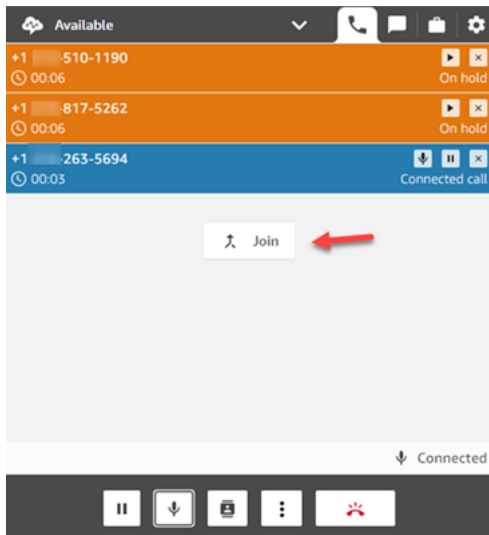 Available
+1 -510-1190
00:06
On hold
+1 -817-5262
00:06
On hold
+1 -263-5694
00:03
Connected call
Join
Connected